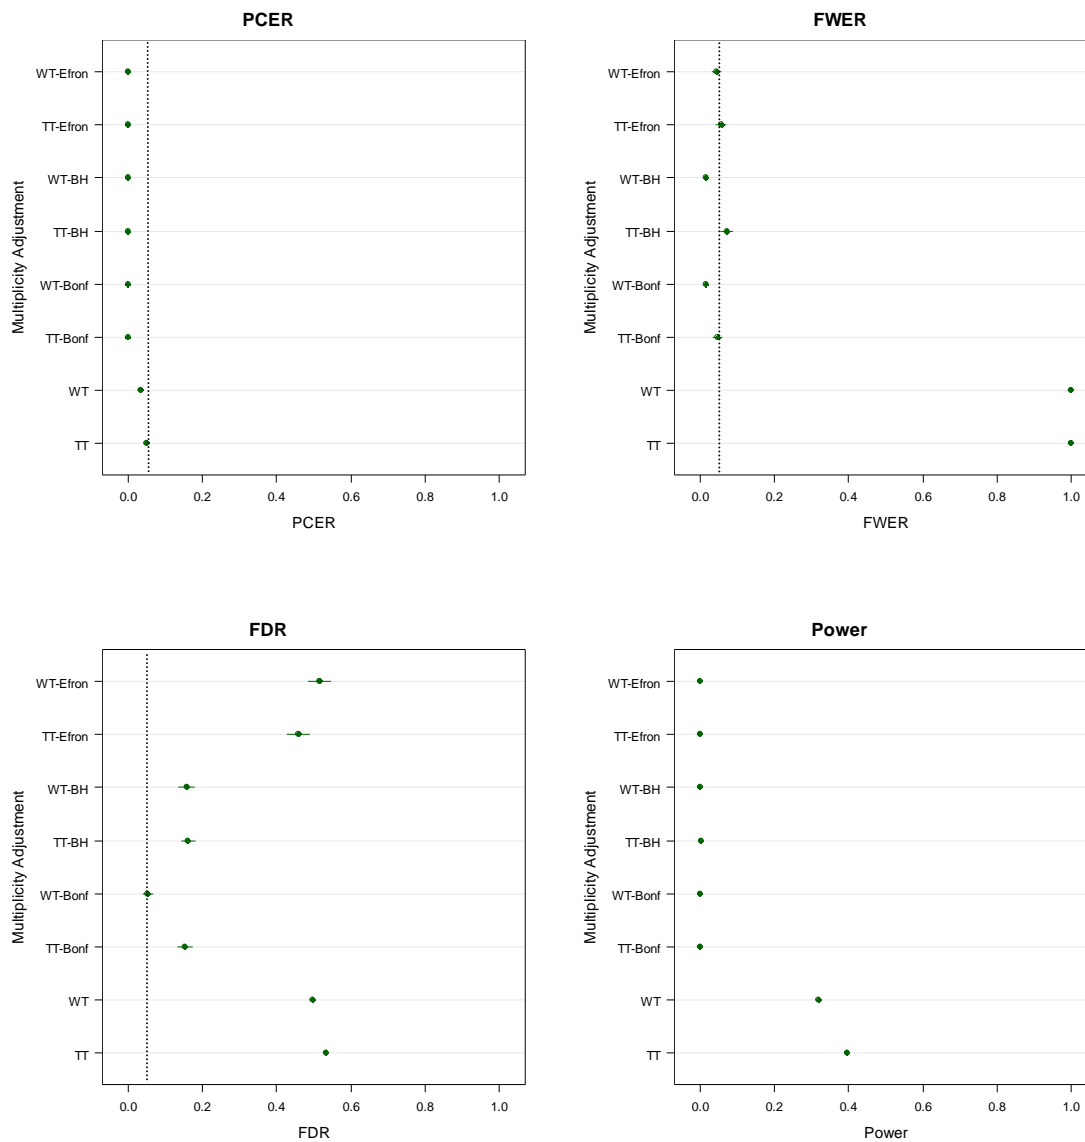 PCER
Multiplicity Adjustment
WT-Efron
TT-Efron
WT-BH
TT-BH
WT-Bonf
TT-Bonf
WT
TT
0.0 0.2 0.4 0.6 0.8 1.0
PCER
FWER
Multiplicity Adjustment
WT-Efron
TT-Efron
WT-BH
TT-BH
WT-Bonf
TT-Bonf
WT
TT
0.0 0.2 0.4 0.6 0.8 1.0
FWER
FDR
Multiplicity Adjustment
WT-Efron
TT-Efron
WT-BH
TT-BH
WT-Bonf
TT-Bonf
WT
TT
0.0 0.2 0.4 0.6 0.8 1.0
FDR
Power
Multiplicity Adjustment
WT-Efron
TT-Efron
WT-BH
TT-BH
WT-Bonf
TT-Bonf
WT
TT
0.0 0.2 0.4 0.6 0.8 1.0
Power